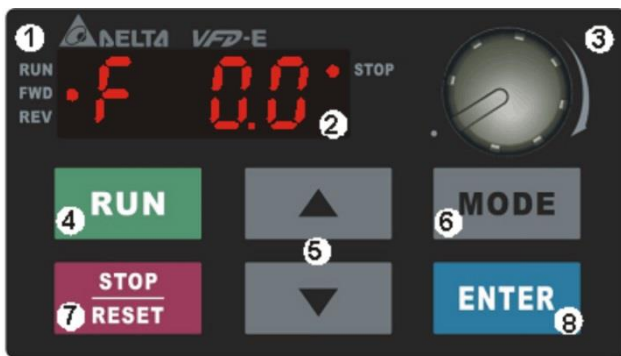 1 DELTA VFD-E 3
RUN F 0.0 STOP
FWD
REV 2
4 RUN 6 MODE
5
7 STOP
RESET
ENTER 8